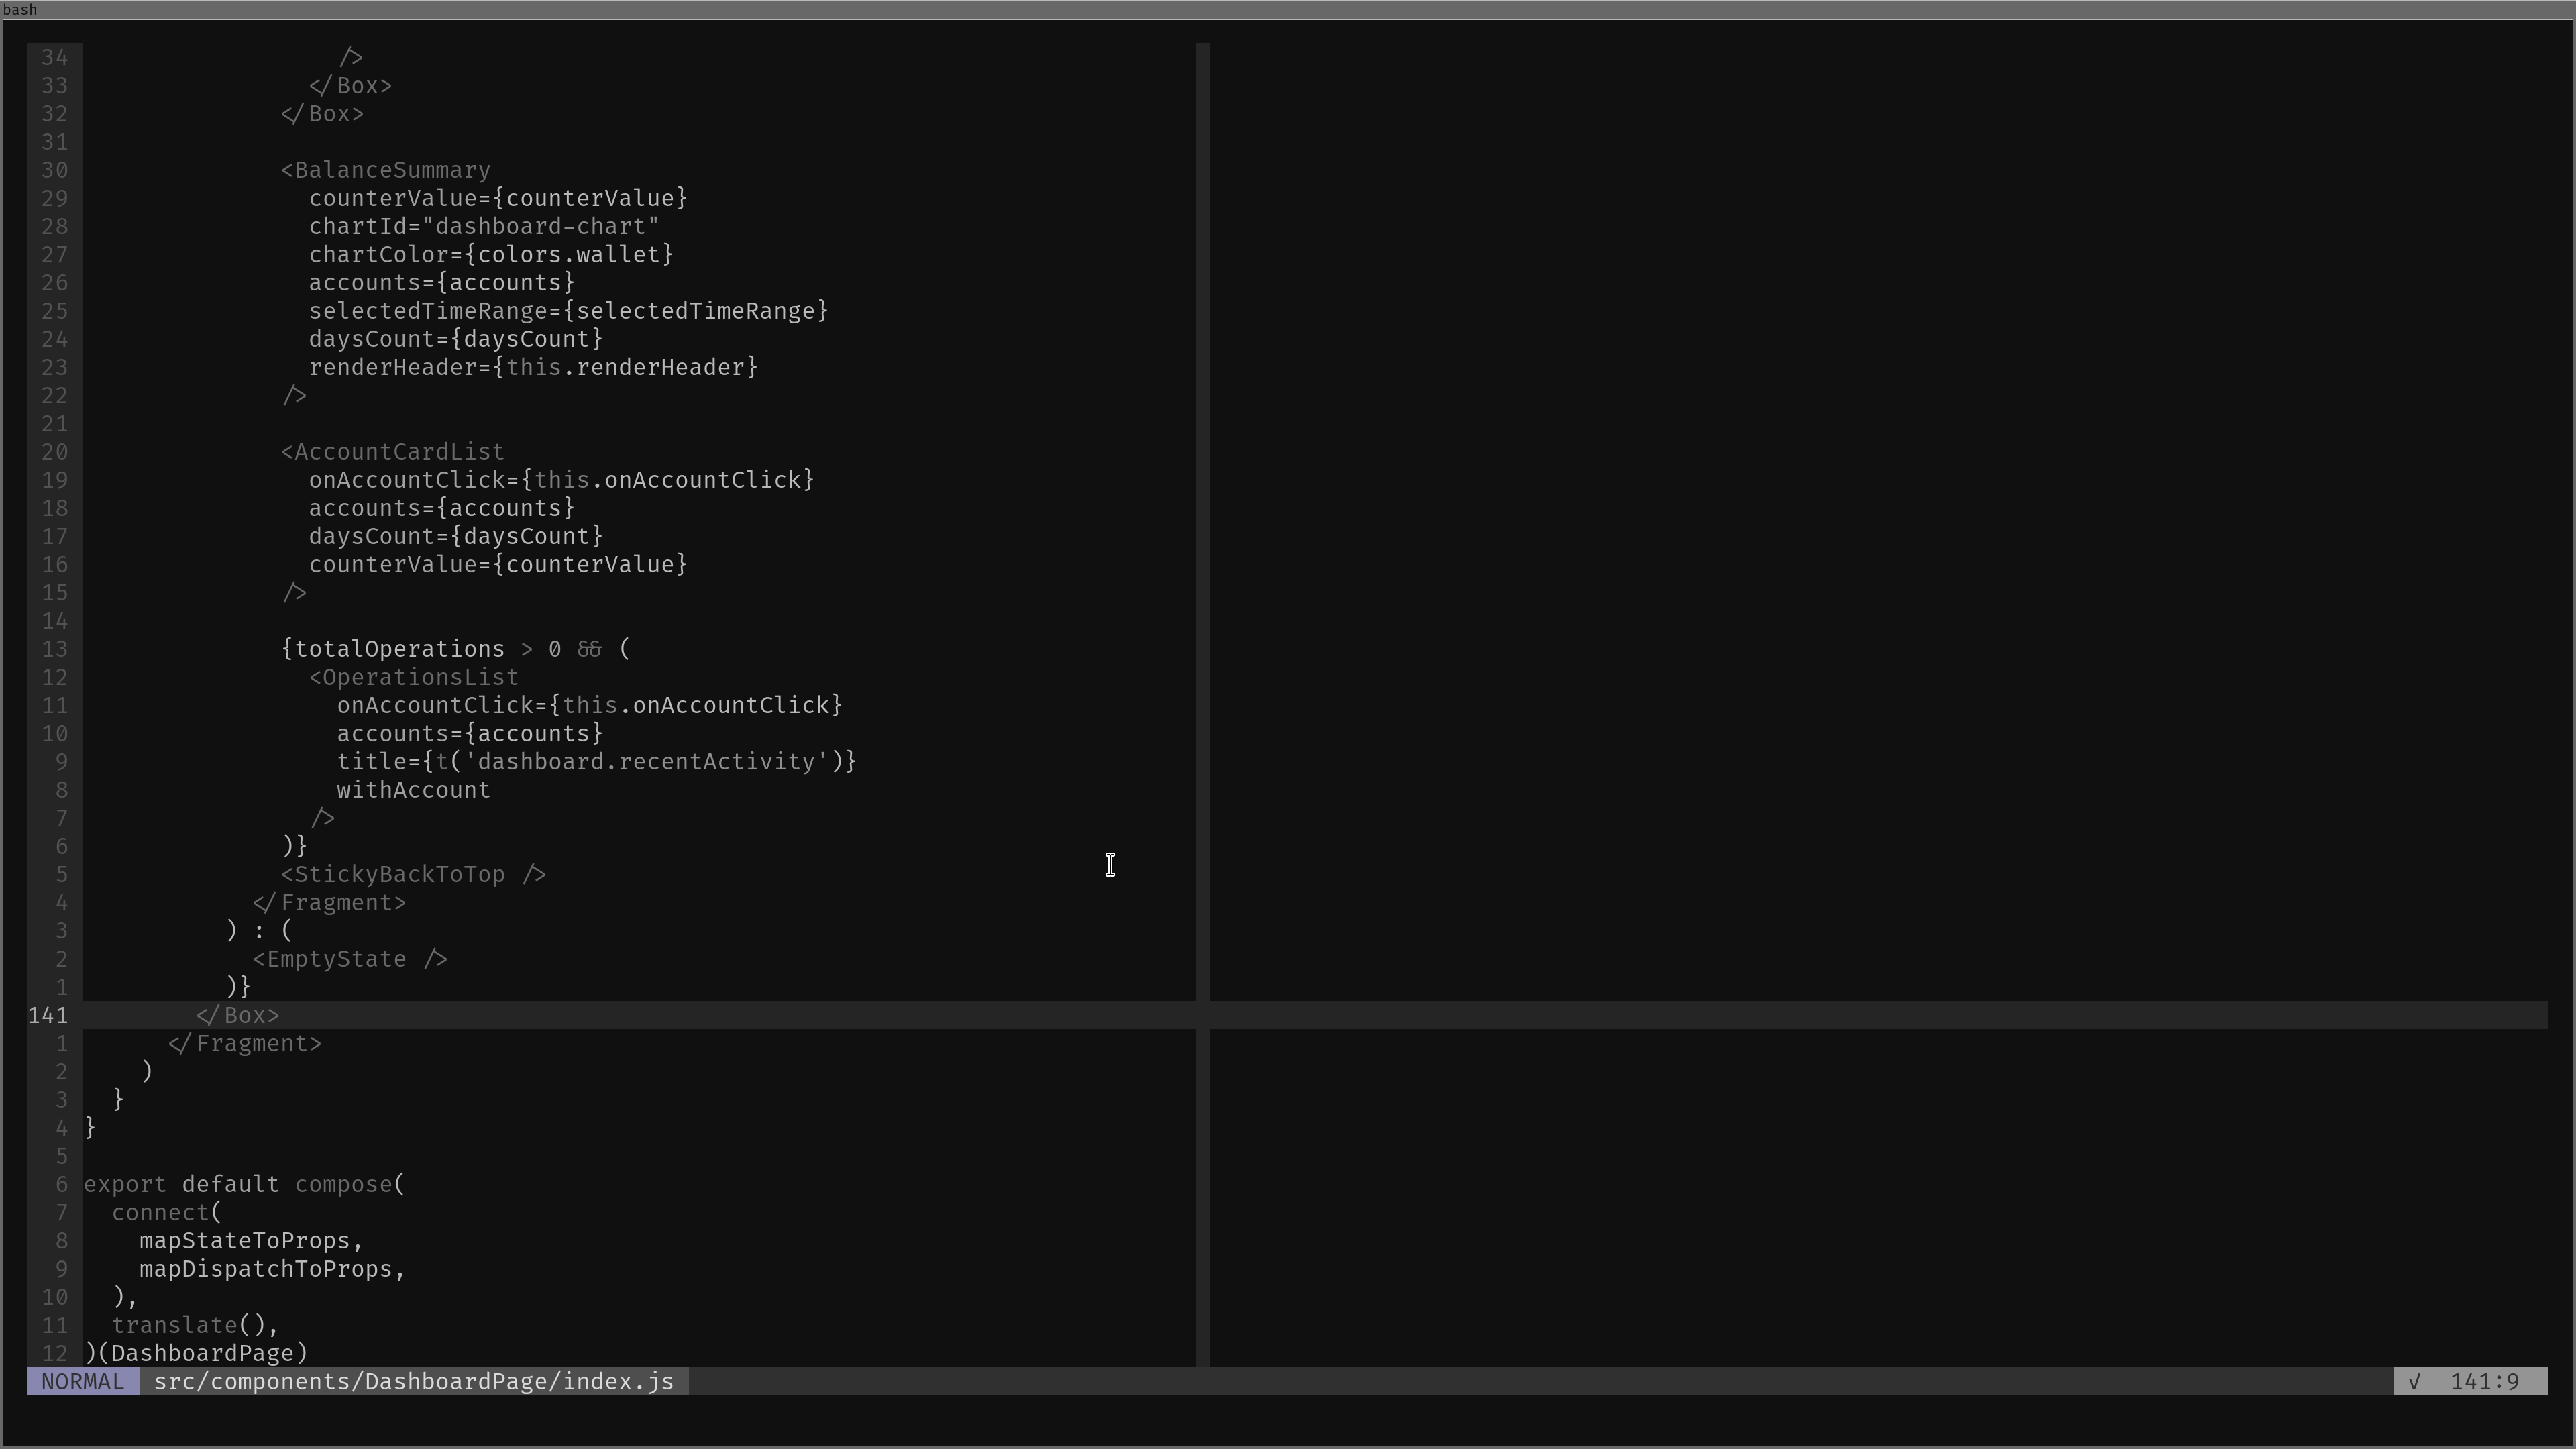 bash
34 />
33 </Box>
32 </Box>
31
30 <BalanceSummary
29 counterValue={counterValue}
28 chartId="dashboard-chart"
27 chartColor={colors.wallet}
26 accounts={accounts}
25 selectedTimeRange={selectedTimeRange}
24 daysCount={daysCount}
23 renderHeader={this.renderHeader}
22 />
21
20 <AccountCardList
19 onAccountClick={this.onAccountClick}
18 accounts={accounts}
17 daysCount={daysCount}
16 counterValue={counterValue}
15 />
14
13 {totalOperations > 0 && (
12 <OperationsList
11 onAccountClick={this.onAccountClick}
10 accounts={accounts}
9 title={t('dashboard.recentActivity')}
8 withAccount
7 />
6 )}
5 <StickyBackToTop />
4 </Fragment>
3 ) : (
2 <EmptyState />
1 )}
141 </Box>
1 </Fragment>
2 )
3 }
4 }
5
6 export default compose(
7 connect(
8 mapStateToProps,
9 mapDispatchToProps,
10 ),
11 translate(),
12 )(DashboardPage)
NORMAL src/components/DashboardPage/index.js √ 141:9